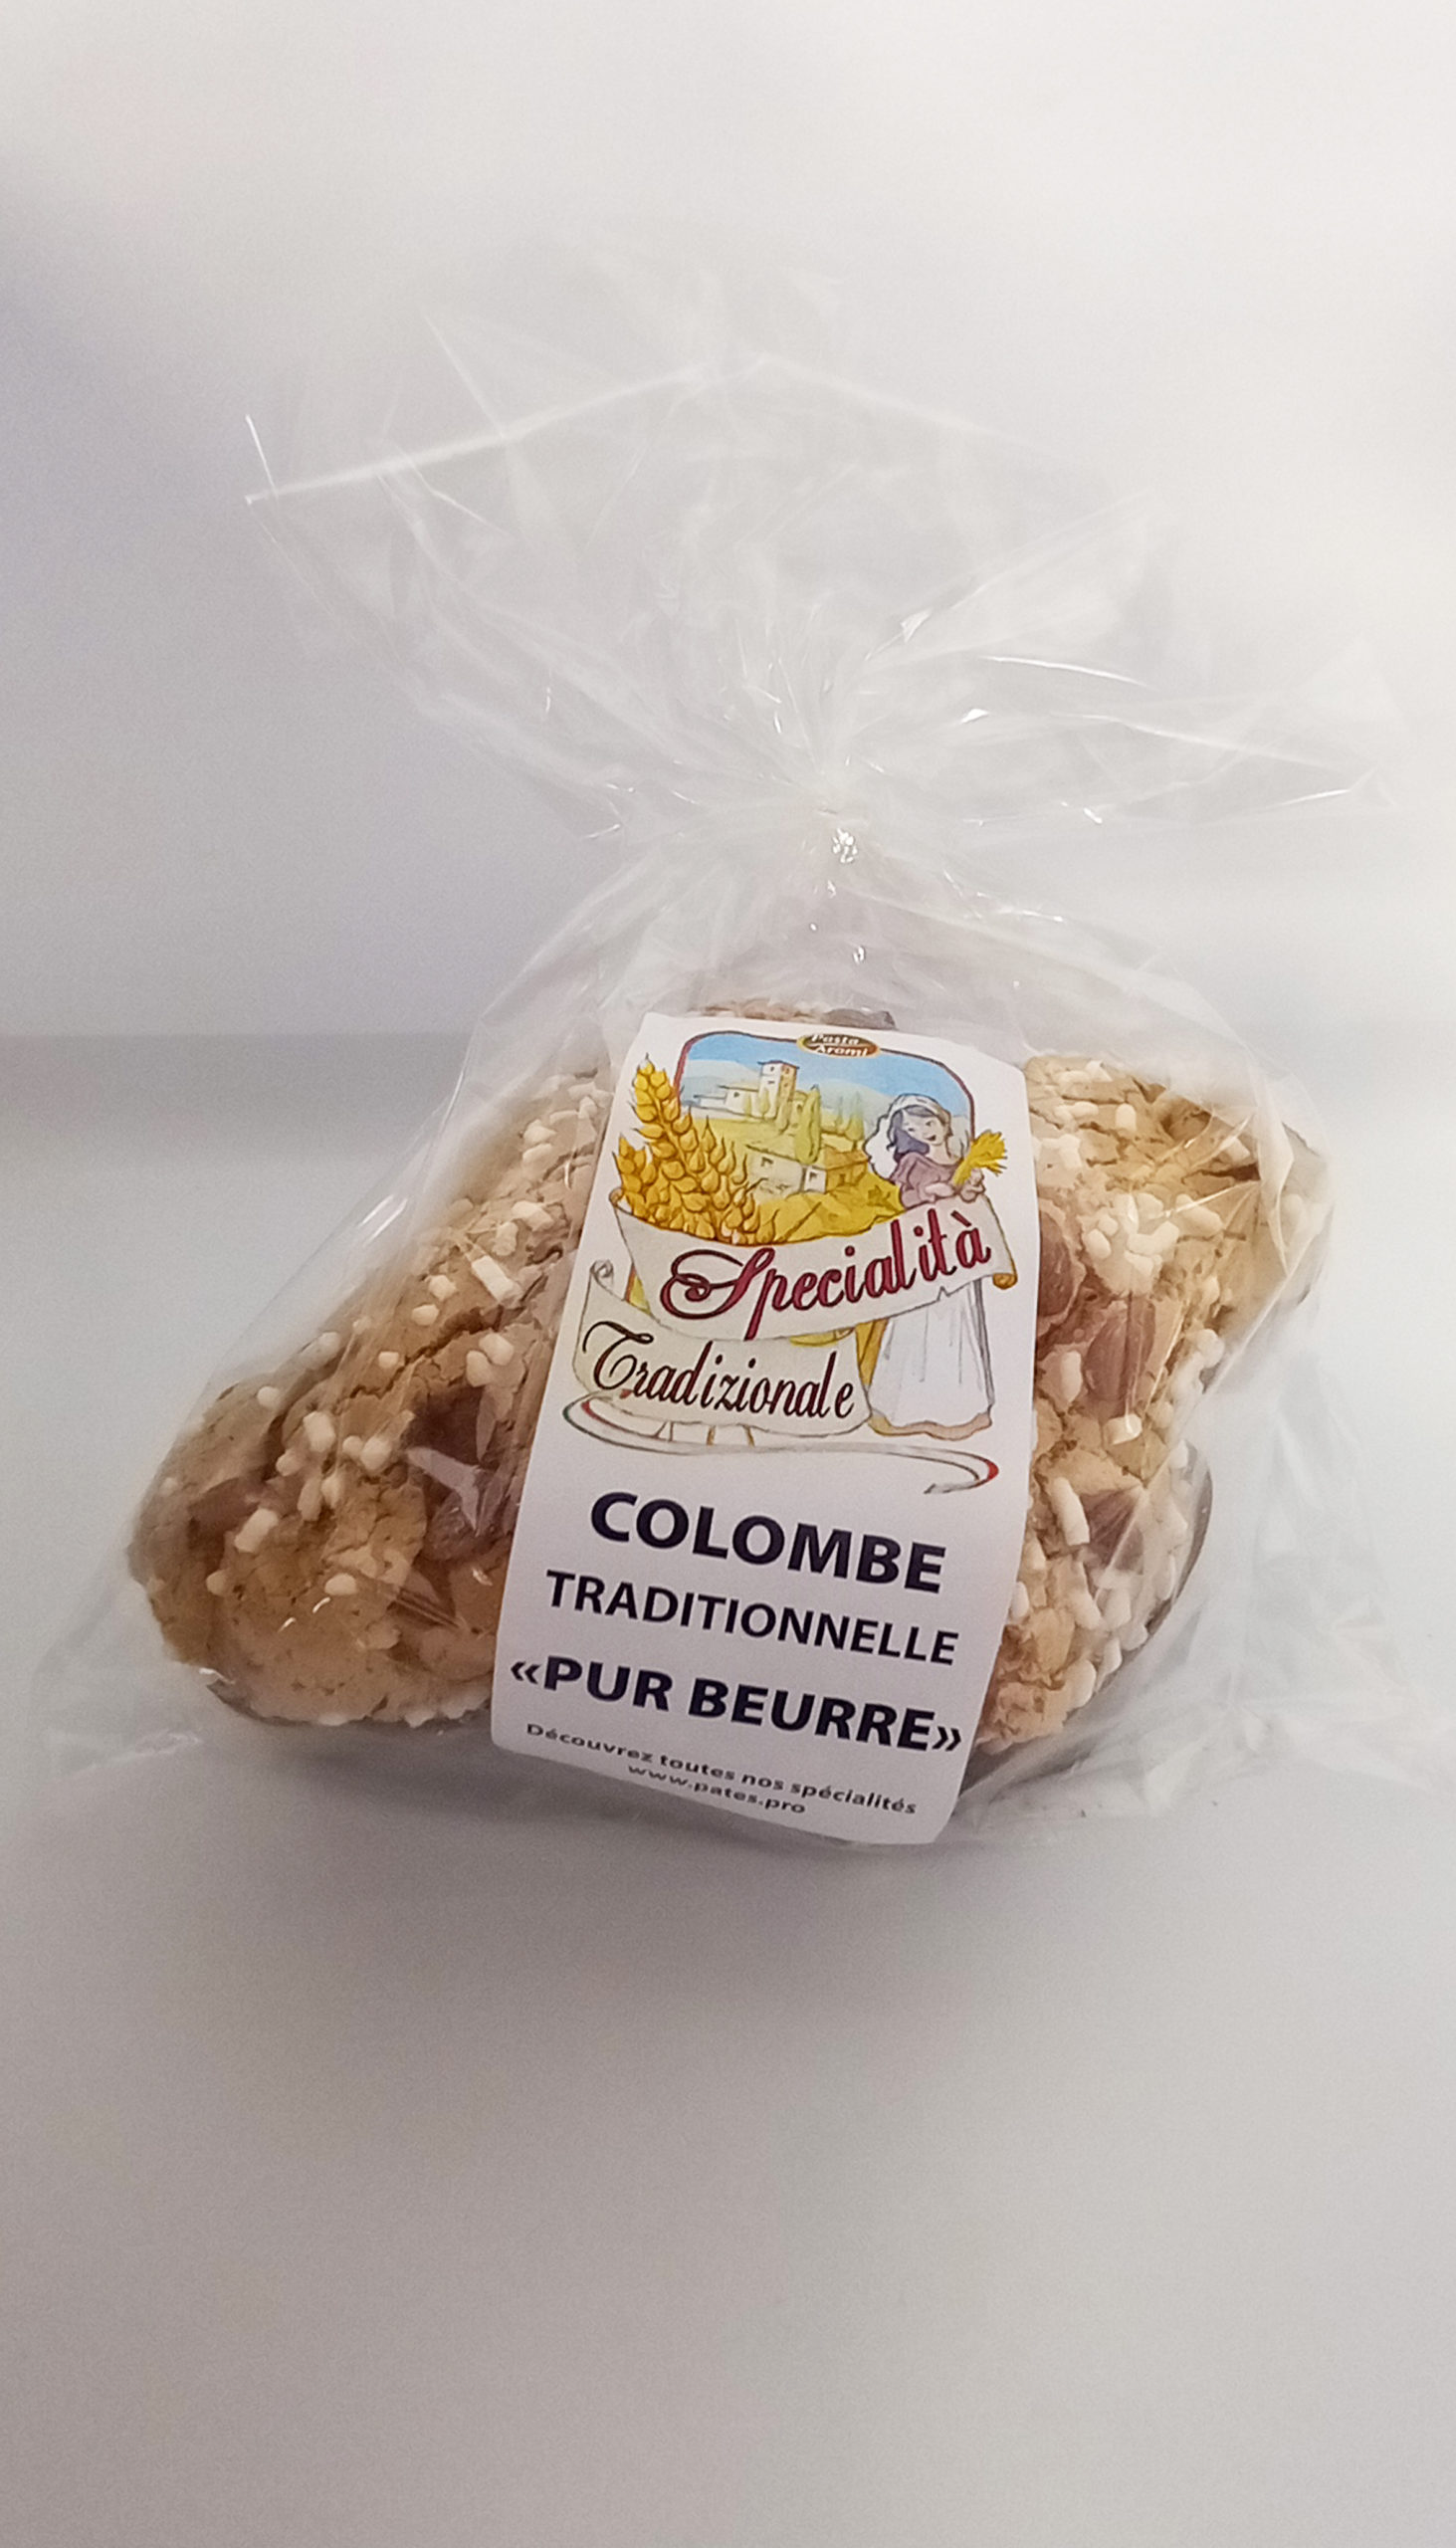 Pasta
Aromi
Specialità
Tradizionale
COLOMBE
TRADITIONNELLE
«PUR BEURRE»
Découvrez toutes nos spécialités
www.pates.pro